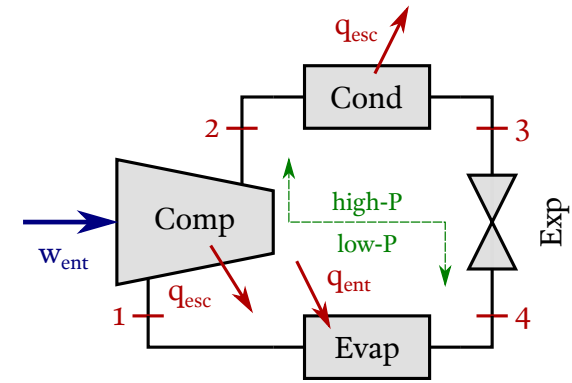 q_esc
Cond
2
3
Comp
high-P
low-P
Exp
w_ent
q_esc
q_ent
1
4
Evap